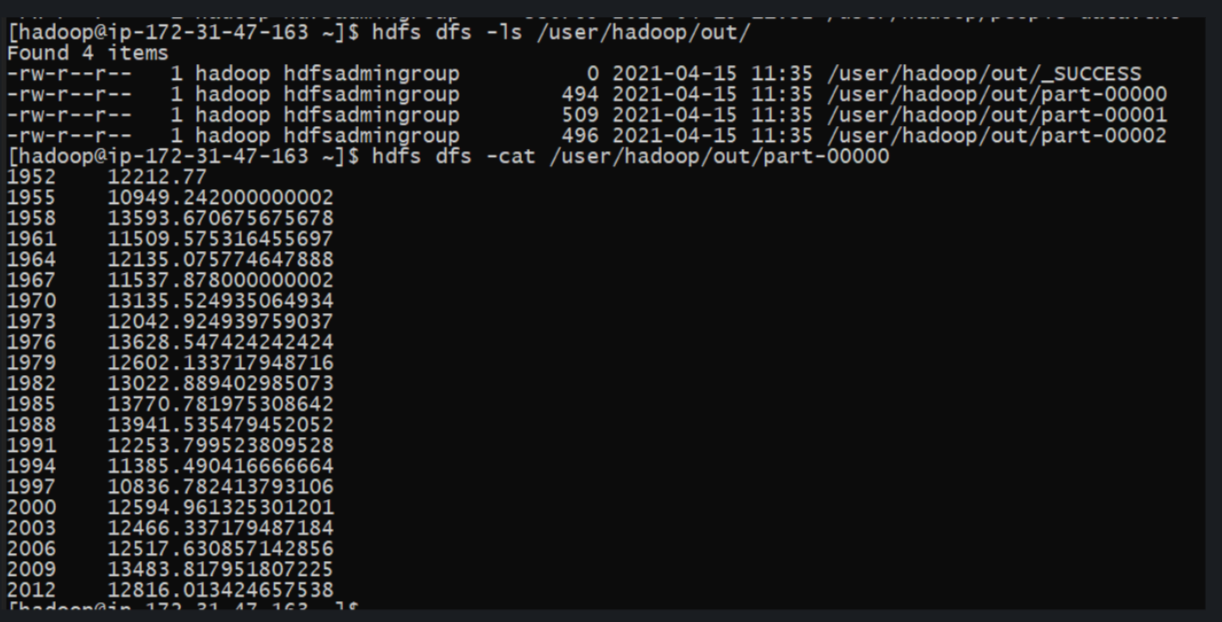 [hadoop@ip-172-31-47-163 ~]$ hdfs dfs -ls /user/hadoop/out/
Found 4 items
-rw-r--r--   1 hadoop hdfsadmingroup          0 2021-04-15 11:35 /user/hadoop/out/_SUCCESS
-rw-r--r--   1 hadoop hdfsadmingroup        494 2021-04-15 11:35 /user/hadoop/out/part-00000
-rw-r--r--   1 hadoop hdfsadmingroup        509 2021-04-15 11:35 /user/hadoop/out/part-00001
-rw-r--r--   1 hadoop hdfsadmingroup        496 2021-04-15 11:35 /user/hadoop/out/part-00002
[hadoop@ip-172-31-47-163 ~]$ hdfs dfs -cat /user/hadoop/out/part-00000
1952    12212.77
1955    10949.242000000002
1958    13593.670675675678
1961    11509.575316455697
1964    12135.075774647888
1967    11537.878000000002
1970    13135.524935064934
1973    12042.924939759037
1976    13628.547424242424
1979    12602.133717948716
1982    13022.889402985073
1985    13770.781975308642
1988    13941.535479452052
1991    12253.799523809528
1994    11385.490416666664
1997    10836.782413793106
2000    12594.961325301201
2003    12466.337179487184
2006    12517.630857142856
2009    13483.817951807225
2012    12816.013424657538
[hadoop@ip-172-31-47-163 ~]$